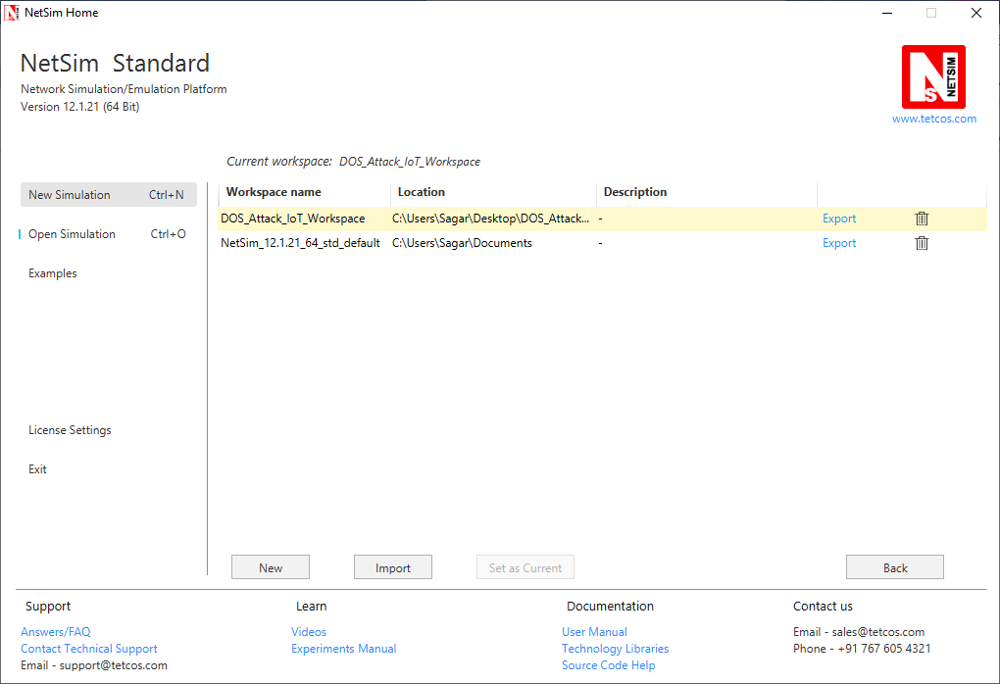 NetSim Home
NetSim Standard
Network Simulation/Emulation Platform
Version 12.1.21 (64 Bit)
NS NETSIM
www.tetcos.com
Current workspace: DOS_Attack_IoT_Workspace
New Simulation Ctrl+N
Open Simulation Ctrl+O
Examples
License Settings
Exit
Workspace name Location Description
DOS_Attack_IoT_Workspace C:\Users\Sagar\Desktop\DOS_Attack... - Export
NetSim_12.1.21_64_std_default C:\Users\Sagar\Documents - Export
New Import Set as Current Back
Support
Answers/FAQ
Contact Technical Support
Email - support@tetcos.com
Learn
Videos
Experiments Manual
Documentation
User Manual
Technology Libraries
Source Code Help
Contact us
Email - sales@tetcos.com
Phone - +91 767 605 4321